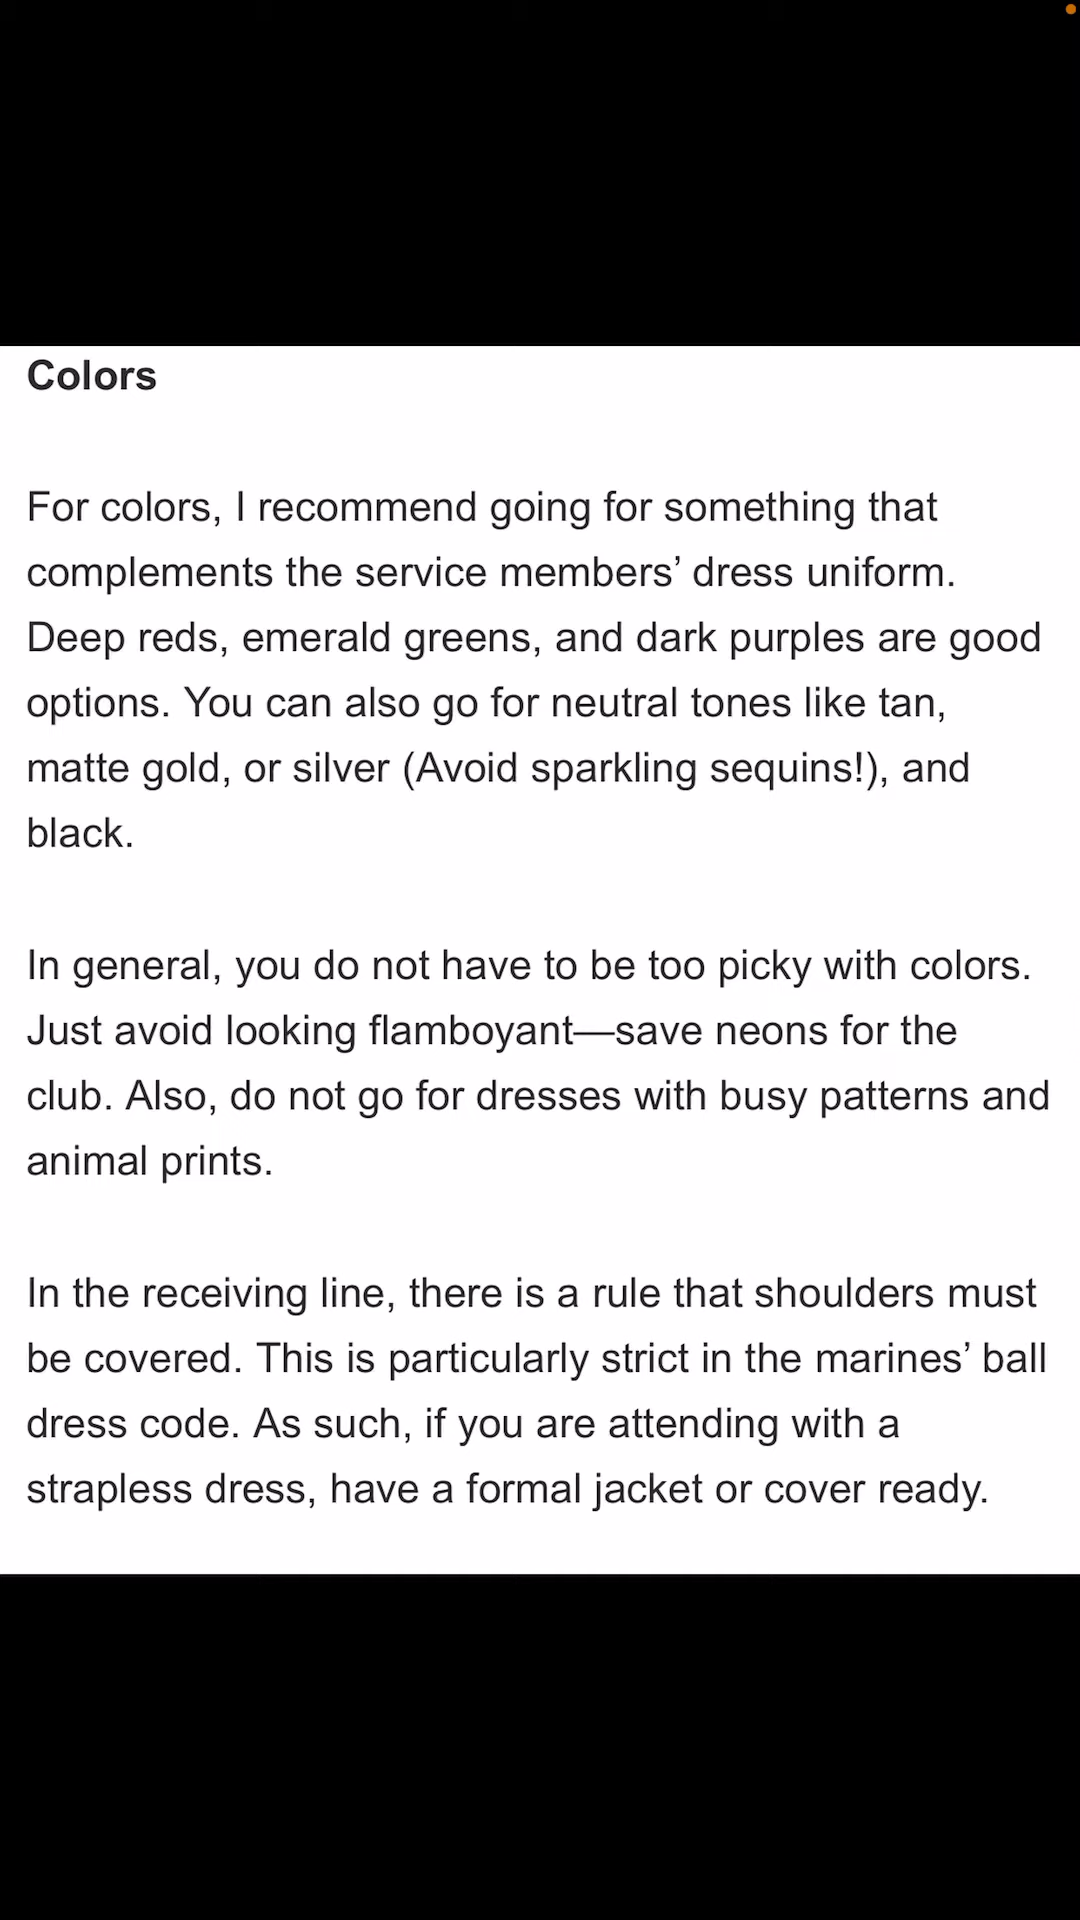 Colors
For colors, I recommend going for something that
complements the service members’ dress uniform.
Deep reds, emerald greens, and dark purples are good
options. You can also go for neutral tones like tan,
matte gold, or silver (Avoid sparkling sequins!), and
black.
In general, you do not have to be too picky with colors.
Just avoid looking flamboyant—save neons for the
club. Also, do not go for dresses with busy patterns and
animal prints.
In the receiving line, there is a rule that shoulders must
be covered. This is particularly strict in the marines’ ball
dress code. As such, if you are attending with a
strapless dress, have a formal jacket or cover ready.